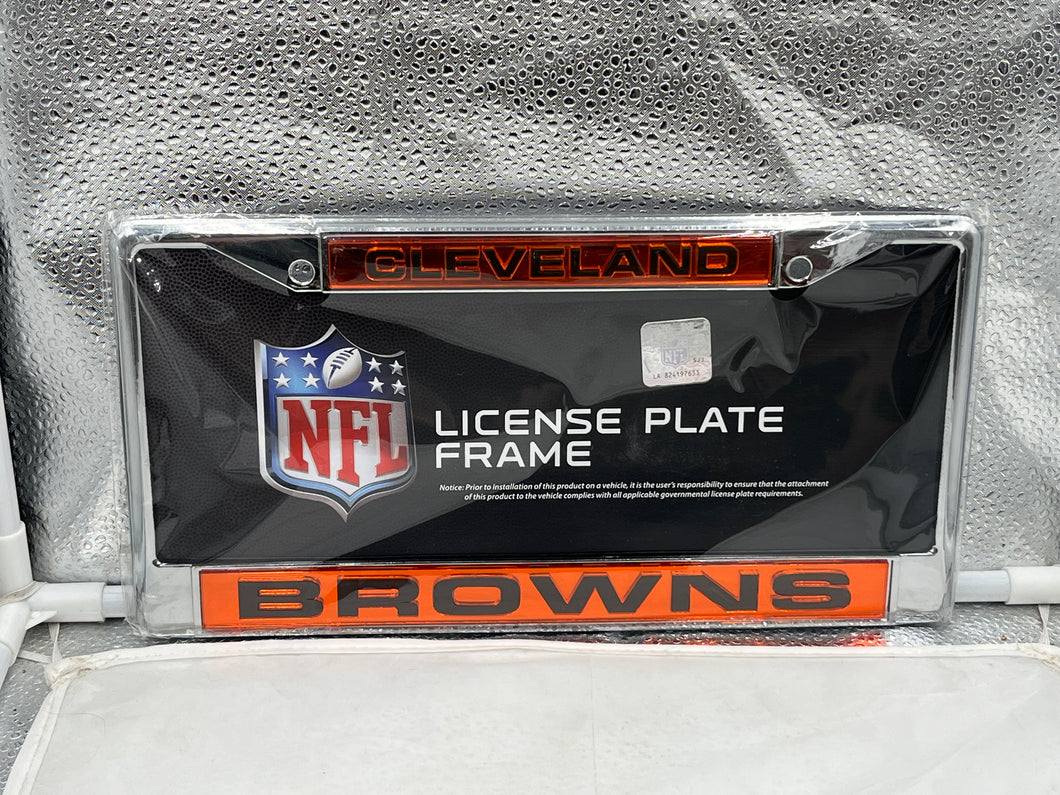 CLEVELAND
NFL
NFL
LICENSE PLATE
FRAME
Notice: Prior to installation of this product on a vehicle, it is the user's responsibility to ensure that the attachment
of this product to the vehicle complies with all applicable governmental license plate requirements.
BROWNS